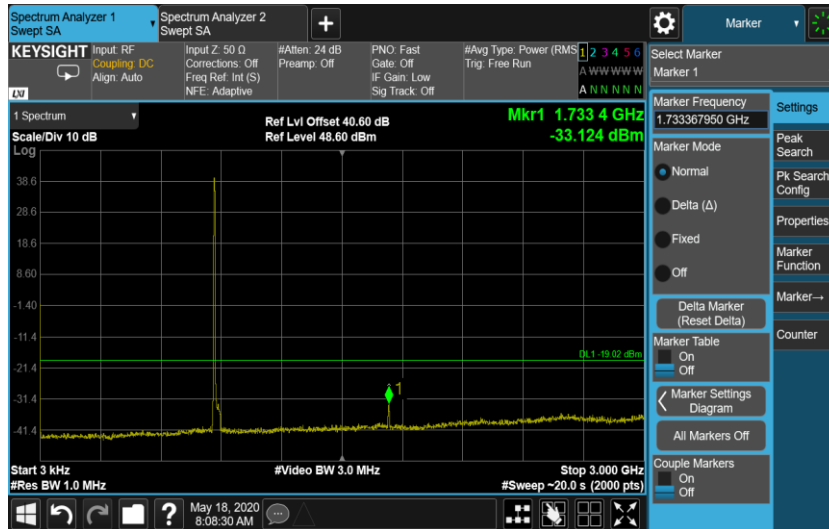 Spectrum Analyzer 1
Swept SA
Spectrum Analyzer 2
Swept SA
+
Marker
KEYSIGHT
LXI
Input: RF
Coupling: DC
Align: Auto
Input Z: 50 Ω
Corrections: Off
Freq Ref: Int (S)
NFE: Adaptive
#Atten: 24 dB
Preamp: Off
PNO: Fast
Gate: Off
IF Gain: Low
Sig Track: Off
#Avg Type: Power (RMS
Trig: Free Run
1 2 3 4 5 6
A W W W W W
A N N N N N
Select Marker
Marker 1
1 Spectrum
Scale/Div 10 dB
Log
Ref Lvl Offset 40.60 dB
Ref Level 48.60 dBm
Mkr1 1.733 4 GHz
-33.124 dBm
38.6
28.6
18.6
8.60
-1.40
-11.4
-21.4
-31.4
-41.4
DL1 -19.02 dBm
1
Start 3 kHz
#Res BW 1.0 MHz
#Video BW 3.0 MHz
Stop 3.000 GHz
#Sweep ~20.0 s (2000 pts)
Marker Frequency
1.733367950 GHz
Marker Mode
Normal
Delta (Δ)
Fixed
Off
Delta Marker
(Reset Delta)
Marker Table
On
Off
Marker Settings
Diagram
All Markers Off
Couple Markers
On
Off
Settings
Peak
Search
Pk Search
Config
Properties
Marker
Function
Marker→
Counter
?
May 18, 2020
8:08:30 AM